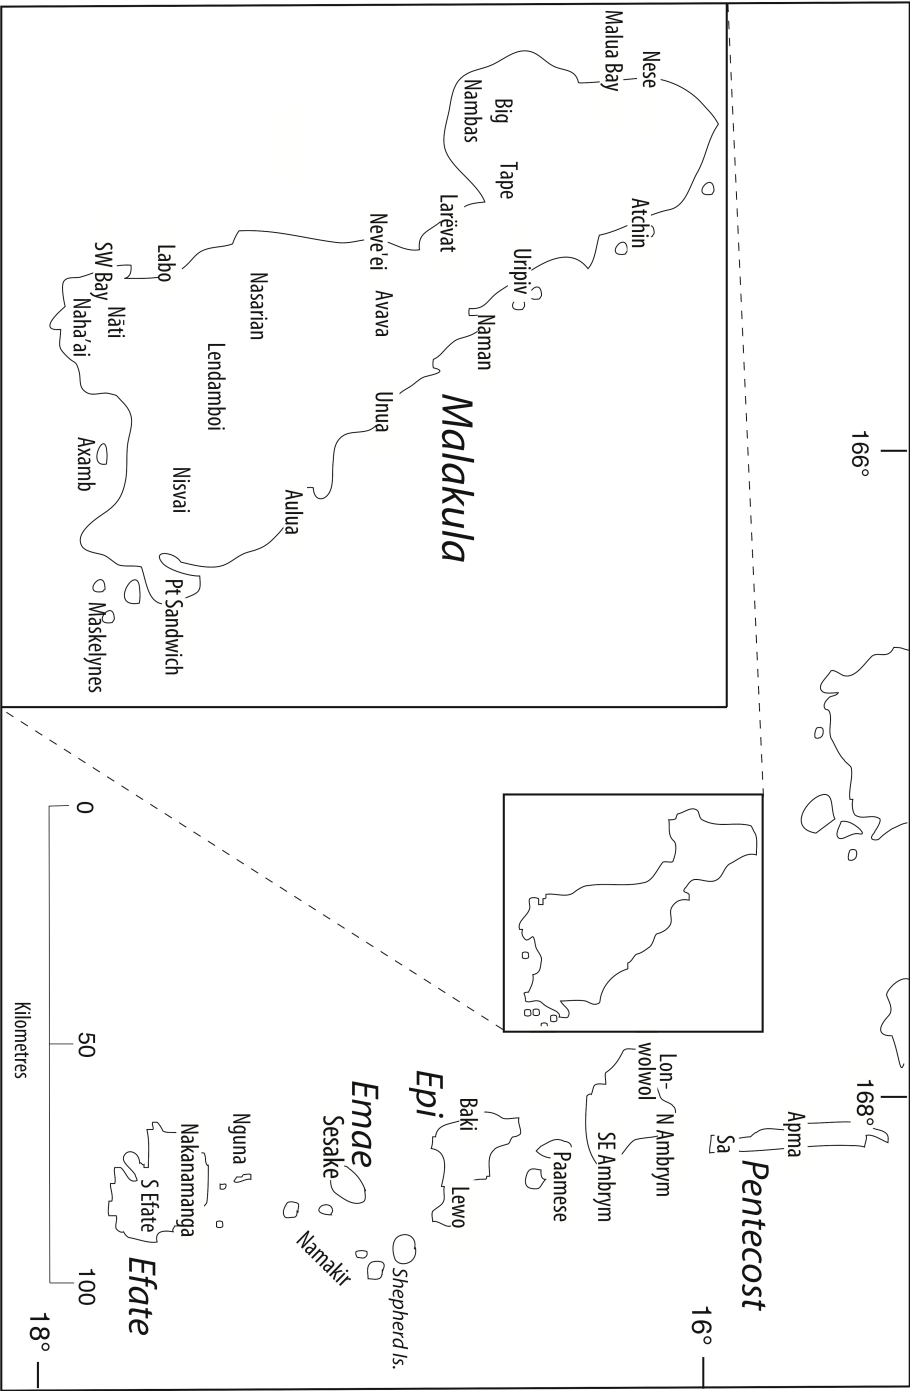 166°
168°
16°
18°
Nese
Malua Bay
Big
Nambas
Tape
Atchin
Larëvat
Uripiv
Neve'ei
Avava
Naman
Malakula
Unua
Labo
Nasarian
Lendamboi
SW Bay
Näti
Naha'ai
Axamb
Nisvai
Aulua
Pt Sandwich
Maskelynes
Apma
Pentecost
Sa
Lon-
wolwol
N Ambrym
SE Ambrym
Paamese
Baki
Epi
Lewo
Emae
Sesake
Shepherd Is.
Namakir
Nguna
Nakanamanga
S Efate
Efate
0
50
100
Kilometres